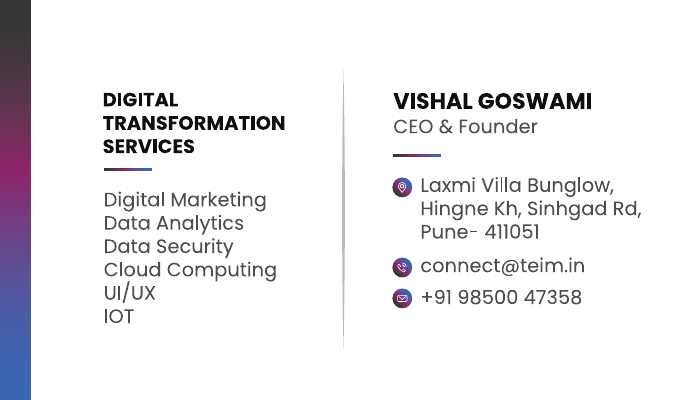 DIGITAL
TRANSFORMATION
SERVICES
Digital Marketing
Data Analytics
Data Security
Cloud Computing
UI/UX
IOT
VISHAL GOSWAMI
CEO & Founder
Laxmi Villa Bunglow,
Hingne Kh, Sinhgad Rd,
Pune- 411051
connect@teim.in
+91 98500 47358